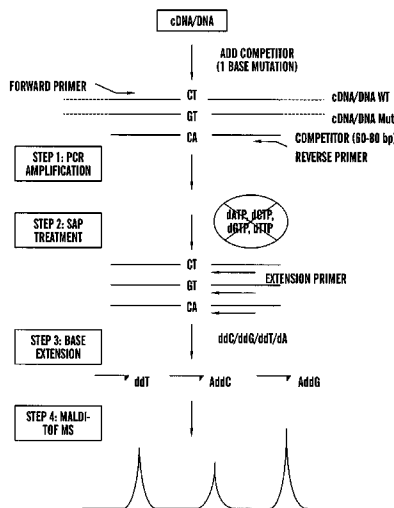 cDNA/DNA
ADD COMPETITOR
(1 BASE MUTATION)
FORWARD PRIMER
CT
cDNA/DNA WT
GT
cDNA/DNA Mut
CA
COMPETITOR (60-80 bp)
REVERSE PRIMER
STEP 1: PCR
AMPLIFICATION
STEP 2: SAP
TREATMENT
dATP, dCTP,
dGTP, dTTP
CT
EXTENSION PRIMER
GT
CA
STEP 3: BASE
EXTENSION
ddC/ddG/ddT/dA
ddT
AddC
AddG
STEP 4: MALDI-
TOF MS